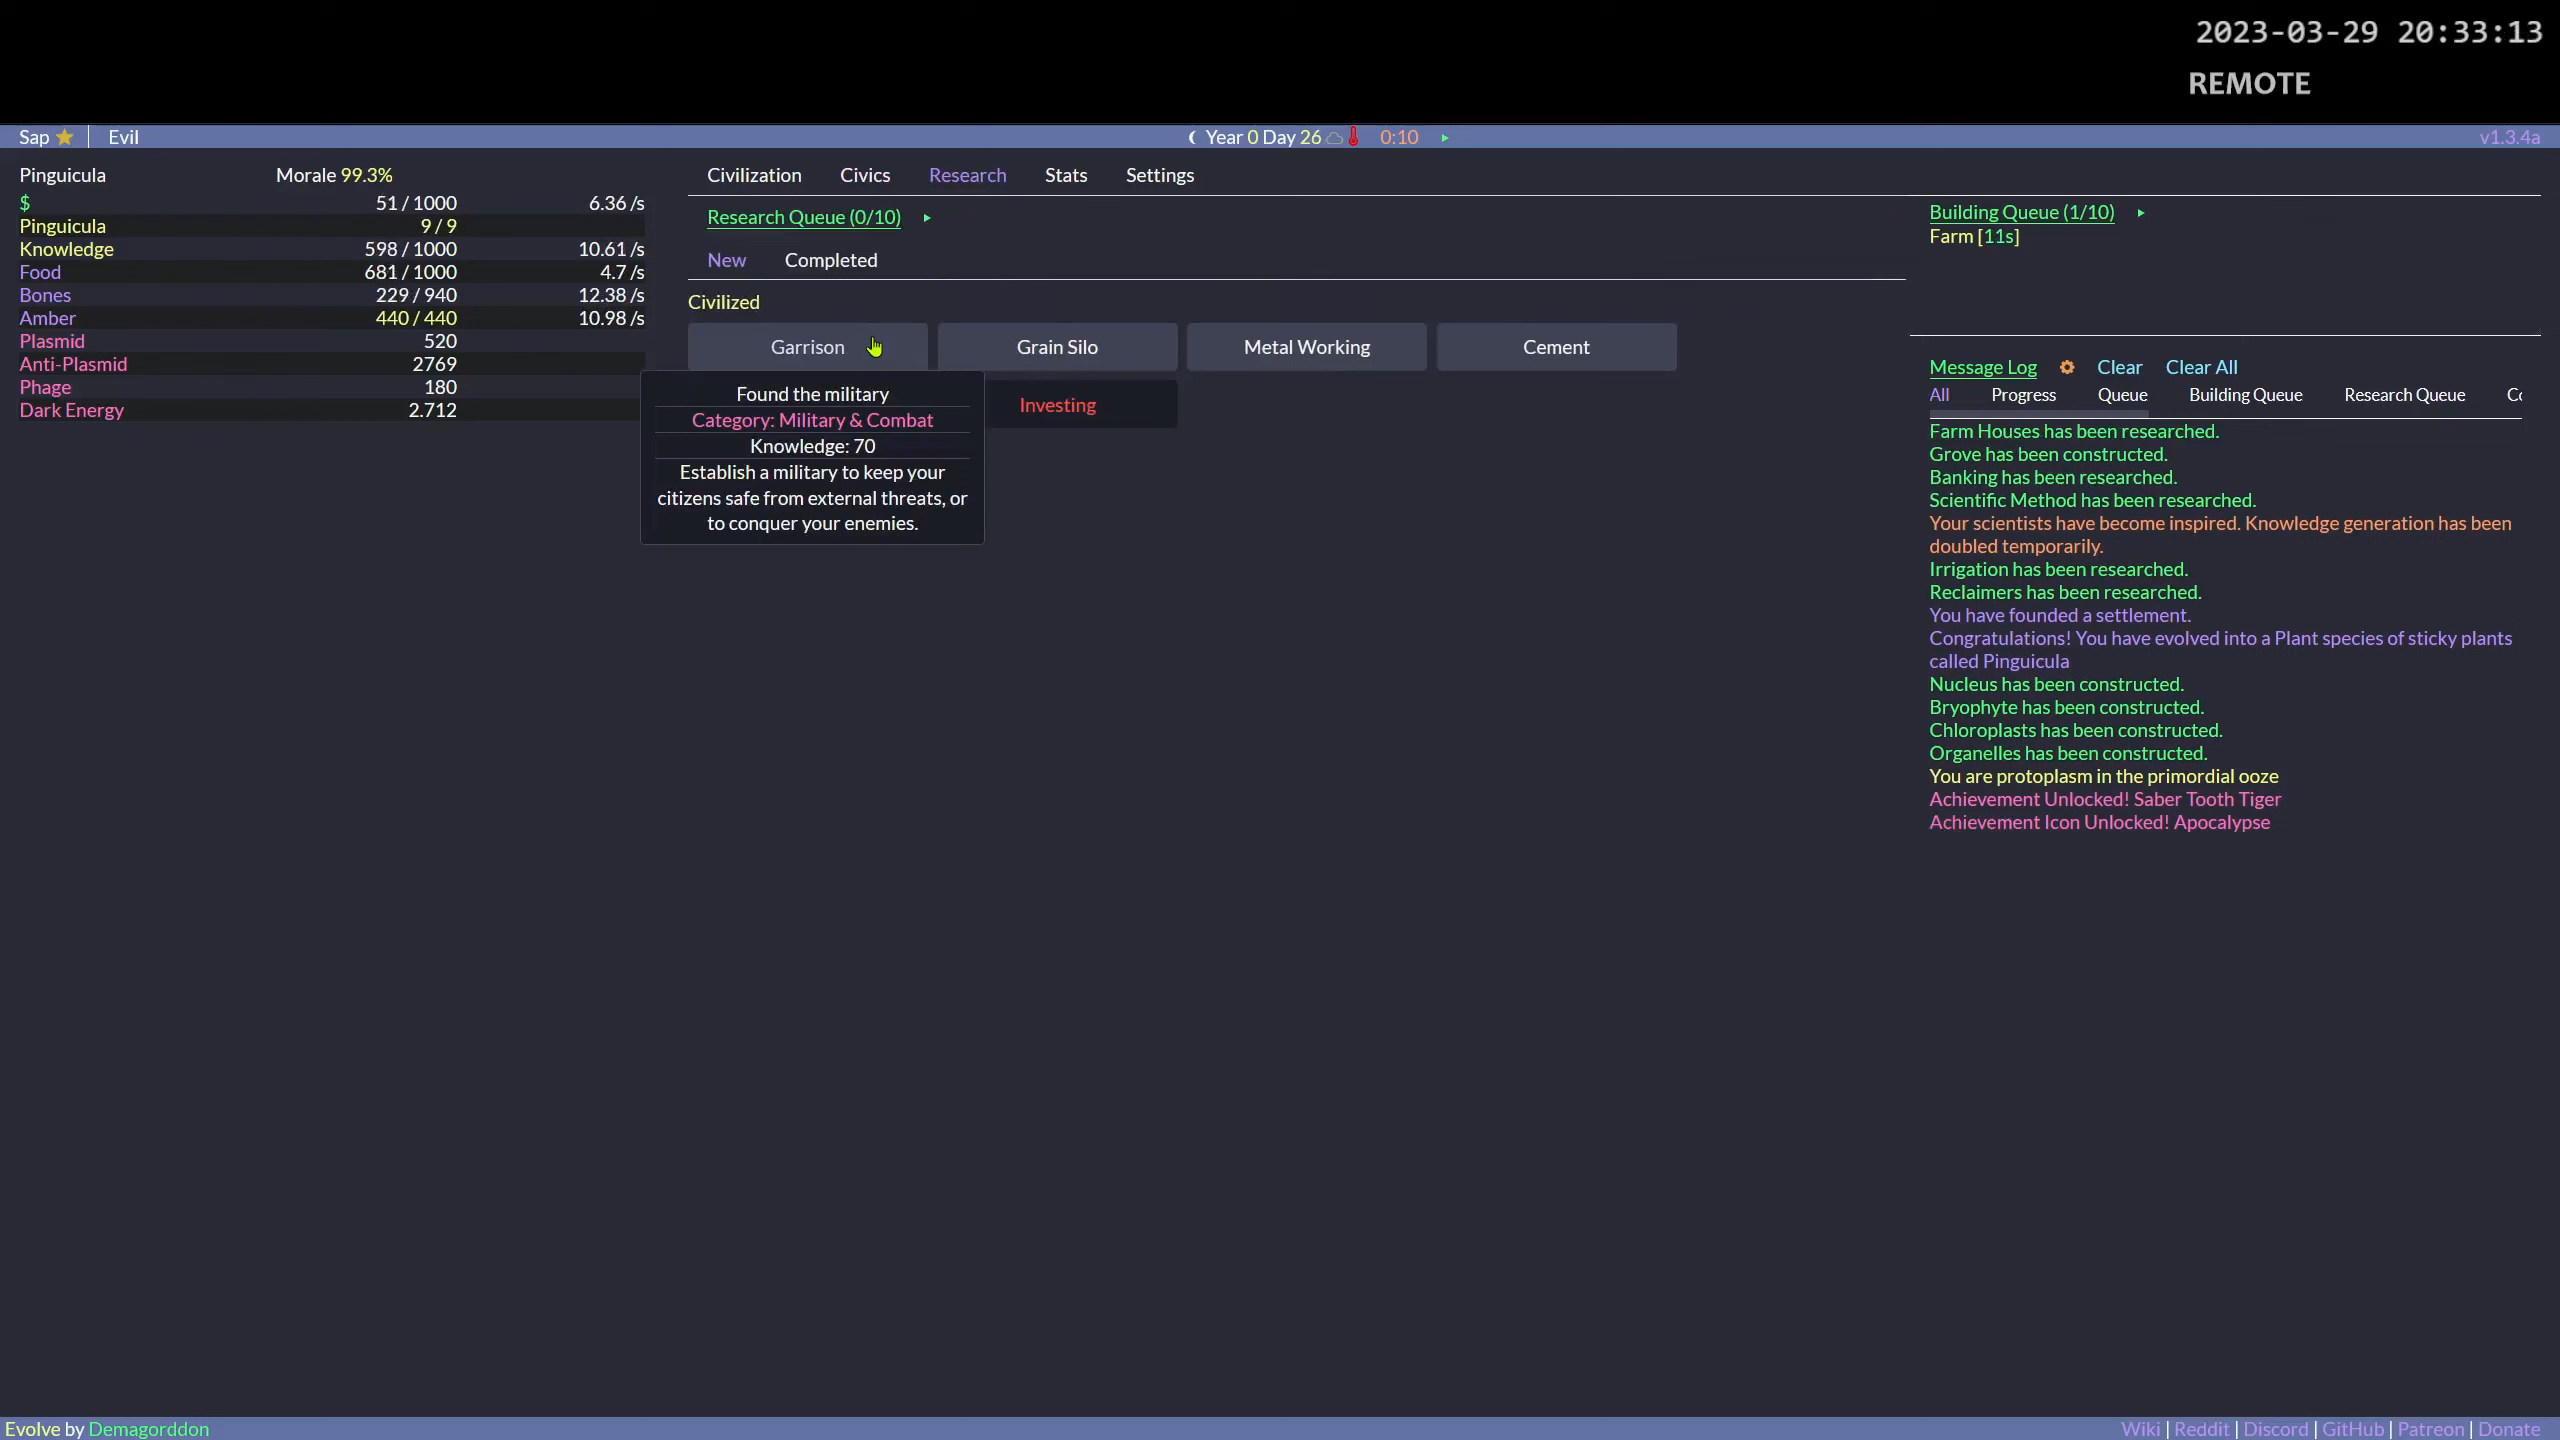 2023-03-29 20:33:13
REMOTE
Sap | Evil
Year 0 Day 26 0:10
v1.3.4a
Pinguicula Morale 99.3%
$ 51 / 1000 6.36 /s
Pinguicula 9 / 9
Knowledge 598 / 1000 10.61 /s
Food 681 / 1000 4.7 /s
Bones 229 / 940 12.38 /s
Amber 440 / 440 10.98 /s
Plasmid 520
Anti-Plasmid 2769
Phage 180
Dark Energy 2.712
Civilization Civics Research Stats Settings
Research Queue (0/10)
New Completed
Civilized
Garrison Grain Silo Metal Working Cement
Investing
Found the military
Category: Military & Combat
Knowledge: 70
Establish a military to keep your
citizens safe from external threats, or
to conquer your enemies.
Building Queue (1/10)
Farm [11s]
Message Log Clear Clear All
All Progress Queue Building Queue Research Queue
Farm Houses has been researched.
Grove has been constructed.
Banking has been researched.
Scientific Method has been researched.
Your scientists have become inspired. Knowledge generation has been
doubled temporarily.
Irrigation has been researched.
Reclaimers has been researched.
You have founded a settlement.
Congratulations! You have evolved into a Plant species of sticky plants
called Pinguicula
Nucleus has been constructed.
Bryophyte has been constructed.
Chloroplasts has been constructed.
Organelles has been constructed.
You are protoplasm in the primordial ooze
Achievement Unlocked! Saber Tooth Tiger
Achievement Icon Unlocked! Apocalypse
Evolve by Demagorddon
Wiki | Reddit | Discord | GitHub | Patreon | Donate